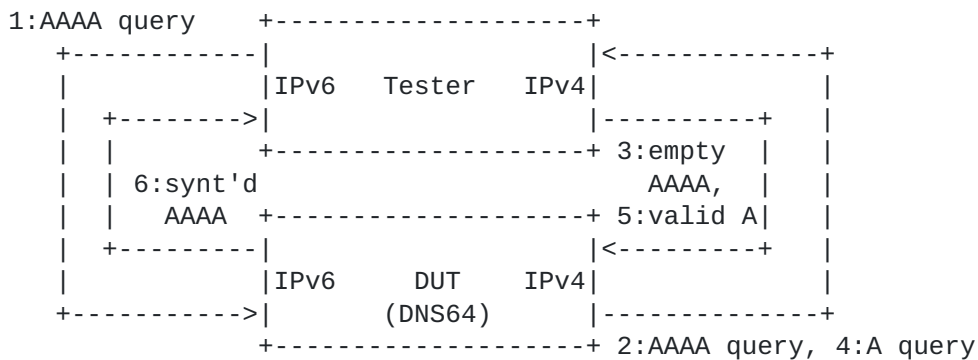 1:AAAA query
IPv6 Tester IPv4
3:empty
6:synt'd AAAA,
AAAA 5:valid A
IPv6 DUT IPv4
(DNS64)
2:AAAA query, 4:A query